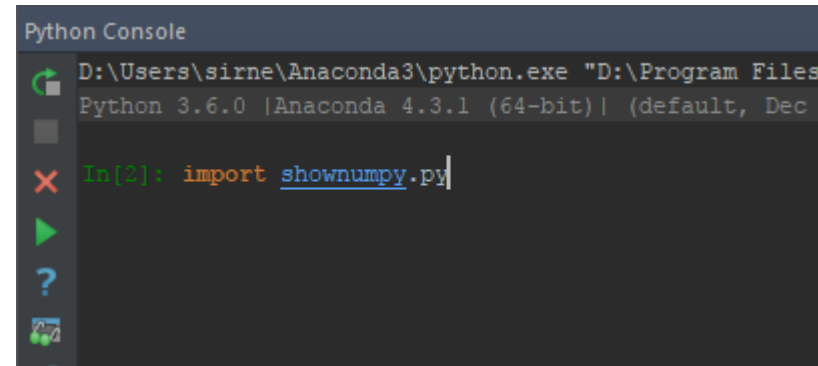 Python Console
D:\Users\sirne\Anaconda3\python.exe "D:\Program Files
Python 3.6.0 |Anaconda 4.3.1 (64-bit)| (default, Dec
In[2]: import shownumpy.py
?